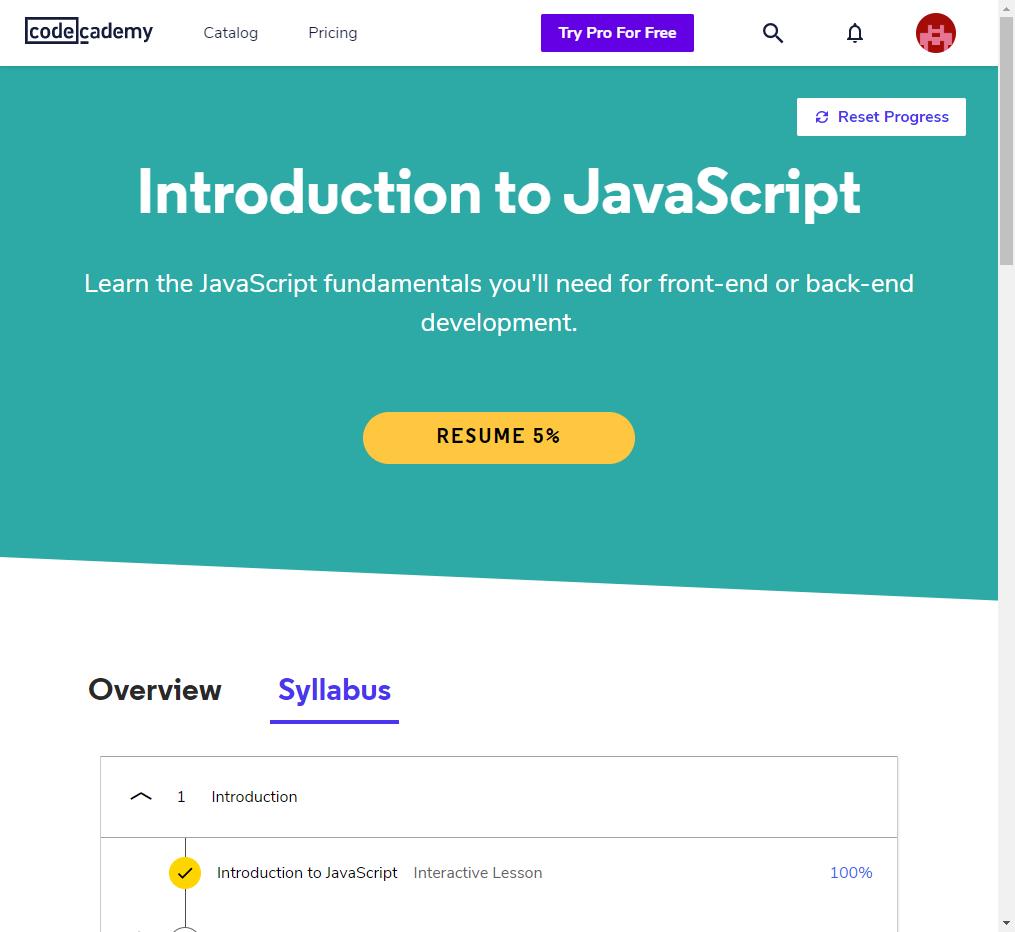 codecademy
Catalog
Pricing
Try Pro For Free
Reset Progress
Introduction to JavaScript
Learn the JavaScript fundamentals you'll need for front-end or back-end
development.
RESUME 5%
Overview
Syllabus
1 Introduction
Introduction to JavaScript Interactive Lesson 100%